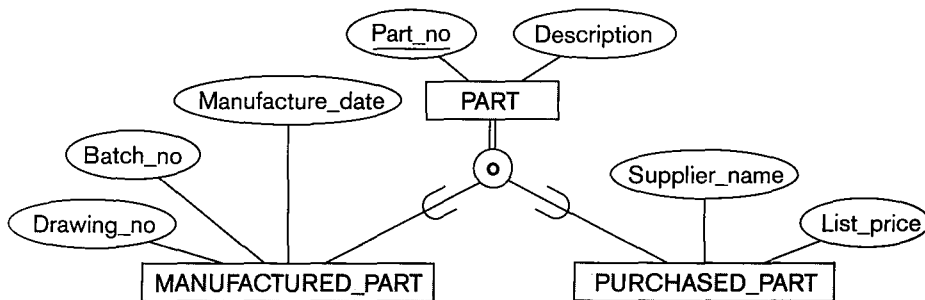 Part_no
Description
PART
Manufacture_date
o
Batch_no
Supplier_name
Drawing_no
List_price
MANUFACTURED_PART
PURCHASED_PART